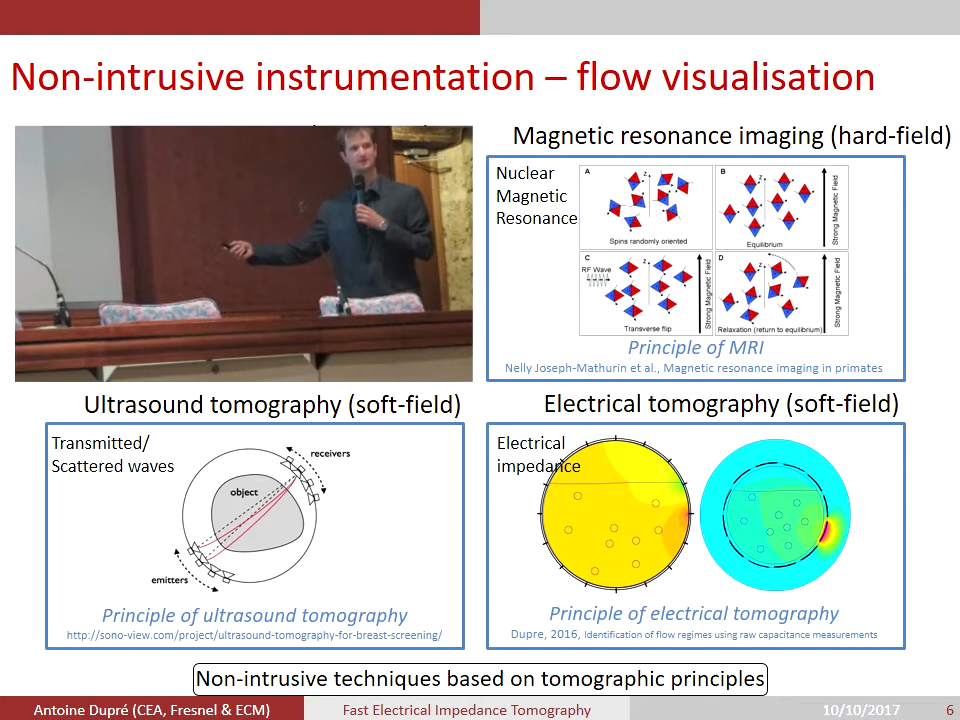 Non-intrusive instrumentation – flow visualisation
Magnetic resonance imaging (hard-field)
Nuclear
Magnetic
Resonance
A
z
Spins randomly oriented
B
z
Equilibrium
Strong Magnetic Field
C
RF Wave
z
Transverse flip
Strong Magnetic Field
D
z
Relaxation (return to equilibrium)
Strong Magnetic Field
Principle of MRI
Nelly Joseph-Mathurin et al., Magnetic resonance imaging in primates
Ultrasound tomography (soft-field)
Transmitted/
Scattered waves
receivers
object
emitters
Principle of ultrasound tomography
http://sono-view.com/project/ultrasound-tomography-for-breast-screening/
Electrical tomography (soft-field)
Electrical
impedance
Principle of electrical tomography
Dupre, 2016, Identification of flow regimes using raw capacitance measurements
Non-intrusive techniques based on tomographic principles
Antoine Dupré (CEA, Fresnel & ECM)
Fast Electrical Impedance Tomography
10/10/2017
6